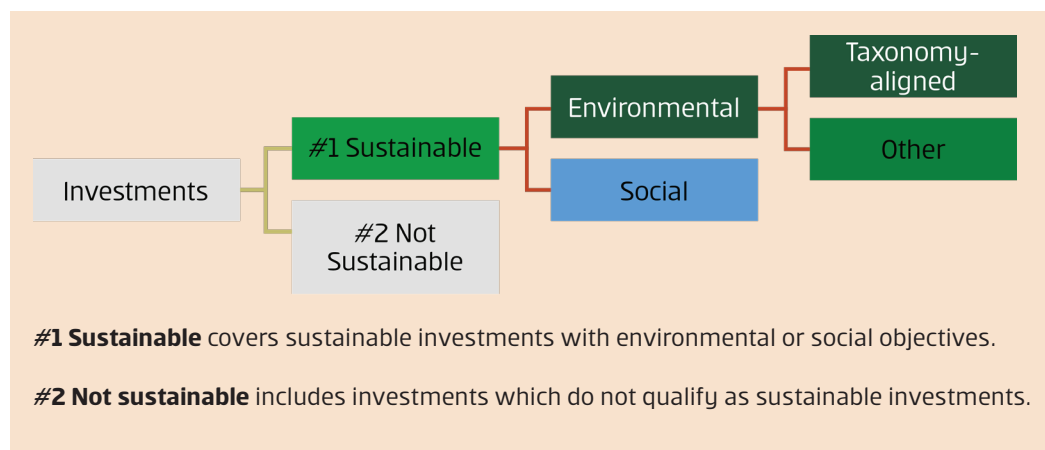 Investments
#1 Sustainable
#2 Not
Sustainable
Environmental
Social
Taxonomy-
aligned
Other
#1 Sustainable covers sustainable investments with environmental or social objectives.
#2 Not sustainable includes investments which do not qualify as sustainable investments.